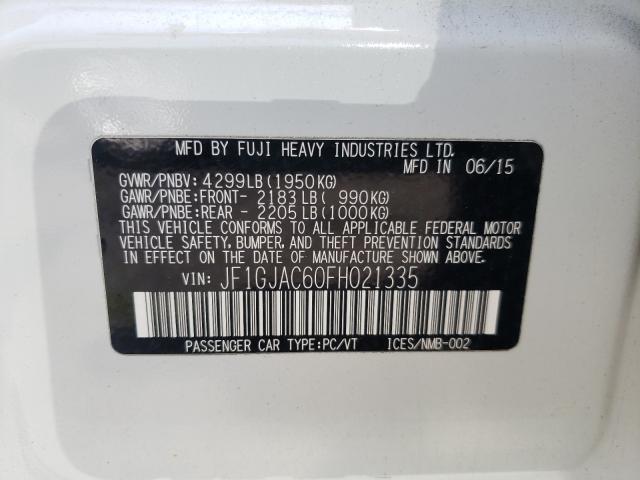 MFD BY FUJI HEAVY INDUSTRIES LTD.
MFD IN 06/15
GVWR/PNBV: 4299LB(1950KG)
GAWR/PNBE:FRONT- 2183LB( 990KG)
GAWR/PNBE:REAR - 2205LB(1000KG)
THIS VEHICLE CONFORMS TO ALL APPLICABLE FEDERAL MOTOR
VEHICLE SAFETY, BUMPER, AND THEFT PREVENTION STANDARDS
IN EFFECT ON THE DATE OF MANUFACTURE SHOWN ABOVE.
VIN: JF1GJAC60FH021335
PASSENGER CAR TYPE:PC/VT ICES/NMB-002